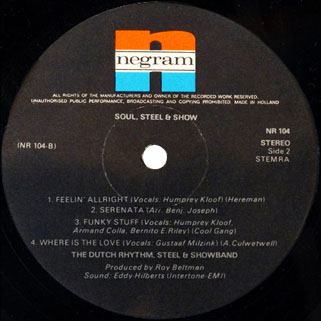 negram
ALL RIGHTS OF THE MANUFACTURERS AND OWNER OF THE RECORDED WORK RESERVED.
UNAUTHORISED PUBLIC PERFORMANCE, BROADCASTING AND COPYING PROHIBITED. MADE IN HOLLAND
SOUL, STEEL & SHOW
NR 104
(NR 104-B)
STEREO
Side 2
STEMRA
1. FEELIN' ALLRIGHT (Vocals: Humprey Kloof) (Hereman)
2. SERENATA (Arr. Benj. Joseph)
3. FUNKY STUFF (Vocals: Humprey Kloof,
Armand Colla, Bernito E. Riley) (Cool Gang)
4. WHERE IS THE LOVE (Vocals: Gustaaf Milzink) (A. Culwetwell)
THE DUTCH RHYTHM, STEEL & SHOWBAND
Produced by Roy Beltman
Sound: Eddy Hilberts (Intertone-EMI)